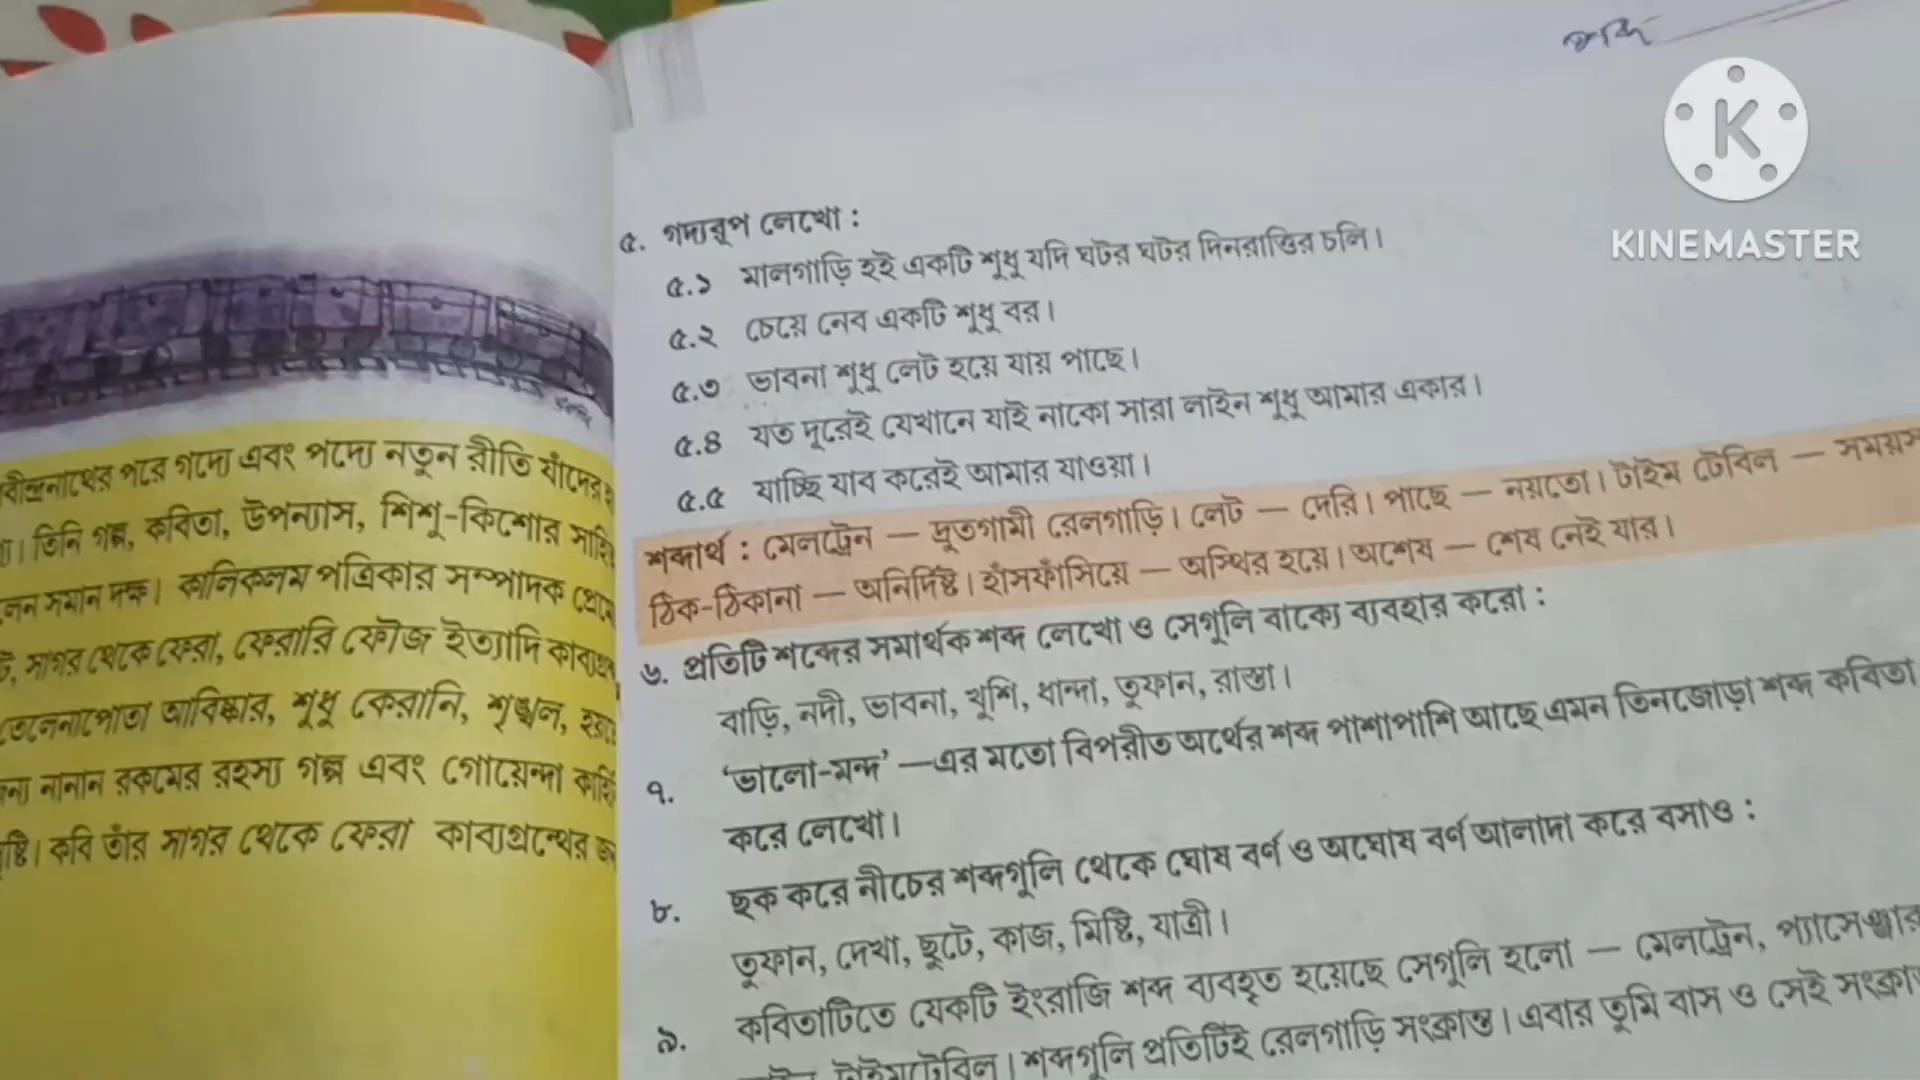 KINEMASTER
বীন্দ্রনাথের পরে গদ্যে এবং পদ্যে নতুন রীতি যাঁদের
তিনি গল্প, কবিতা, উপন্যাস, শিশু-কিশোর
সমান দক্ষ। কালিকলম পত্রিকার সম্পাদক
সাগর থেকে ফেরা, ফেরারি ফৌজ ইত্যাদি
তেলেনাপোতা আবিষ্কার, শুধু কেরানি, শৃঙ্খল,
নানান রকমের রহস্য গল্প এবং গোয়েন্দা
কবি তাঁর সাগর থেকে ফেরা কাব্যগ্রন্থের
৫. গদ্যরূপ লেখো :
৫.১ মালগাড়ি হই একটি শুধু যদি ঘটর ঘটর দিনরাত্তির চলি।
৫.২ চেয়ে নেব একটি শুধু বর।
৫.৩ ভাবনা শুধু লেট হয়ে যায় পাছে।
৫.৪ যত দূরেই যেখানে যাই নাকো সারা লাইন শুধু আমার একার।
৫.৫ যাচ্ছি যাব করেই আমার যাওয়া।
শব্দার্থ : মেলট্রেন — দ্রুতগামী রেলগাড়ি। লেট — দেরি। পাছে — নয়তো। টাইম টেবিল —
ঠিক-ঠিকানা — অনির্দিষ্ট। হাঁসফাঁসিয়ে — অস্থির হয়ে। অশেষ — শেষ নেই যার।
৬. প্রতিটি শব্দের সমার্থক শব্দ লেখো ও সেগুলি বাক্যে ব্যবহার করো :
বাড়ি, নদী, ভাবনা, খুশি, ধান্দা, তুফান, রাস্তা।
৭. ‘ভালো-মন্দ’ —এর মতো বিপরীত অর্থের শব্দ পাশাপাশি আছে এমন তিনজোড়া শব্দ কবিতা
করে লেখো।
৮. ছক করে নীচের শব্দগুলি থেকে ঘোষ বর্ণ ও অঘোষ বর্ণ আলাদা করে বসাও :
তুফান, দেখা, ছুটে, কাজ, মিষ্টি, যাত্রী।
৯. কবিতাটিতে যেকটি ইংরাজি শব্দ ব্যবহৃত হয়েছে সেগুলি হলো — মেলট্রেন, প্যাসেঞ্জার
টাইমটেবিল। শব্দগুলি প্রতিটিই রেলগাড়ি সংক্রান্ত। এবার তুমি বাস ও সেই